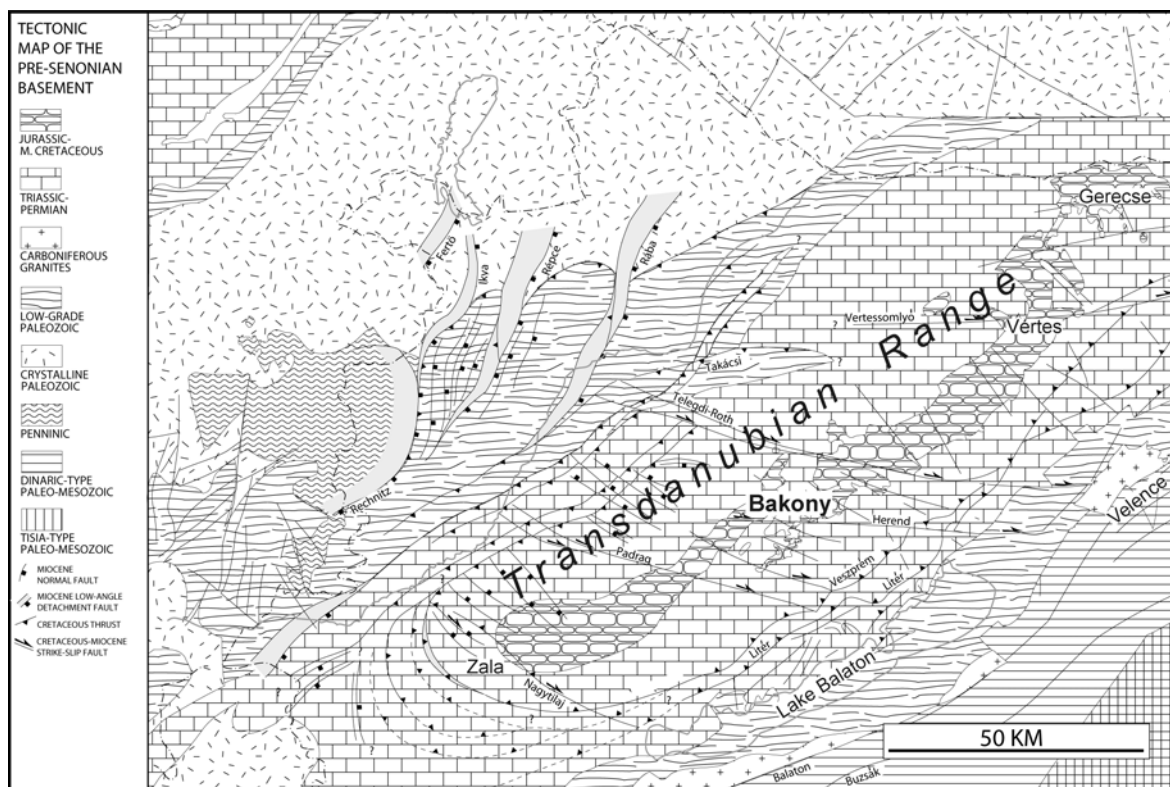 TECTONIC
MAP OF THE
PRE-SENONIAN
BASEMENT
JURASSIC-
M. CRETACEOUS
TRIASSIC-
PERMIAN
CARBONIFEROUS
GRANITES
LOW-GRADE
PALEOZOIC
CRYSTALLINE
PALEOZOIC
PENNINIC
DINARIC-TYPE
PALEO-MESOZOIC
TISIA-TYPE
PALEO-MESOZOIC
MIOCENE
NORMAL FAULT
MIOCENE LOW-ANGLE
DETACHMENT FAULT
CRETACEOUS THRUST
CRETACEOUS-MIOCENE
STRIKE-SLIP FAULT
Gerecse
Fertő
Ikva
Répce
Rába
?
Vertessomlyó
Vértes
Takácsi
?
Telegdi-Roth
Transdanubian Range
Rechnitz
Bakony
Velence
Herend
Padrag
Veszprém
Litér
?
Zala
Litér
Nagytilaj
Lake Balaton
?
?
?
?
50 KM
Balaton
Buzsák